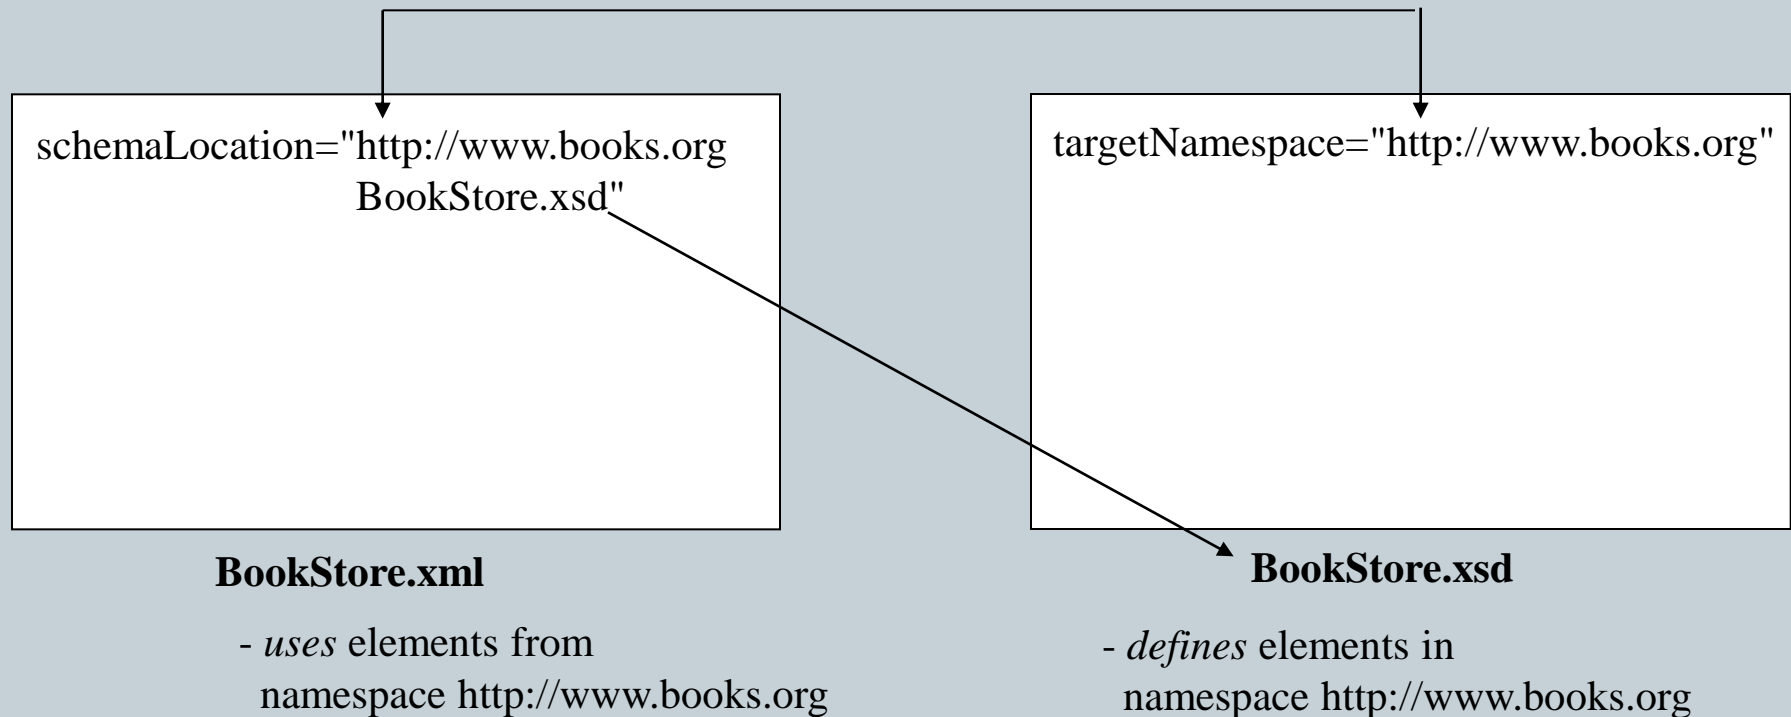 schemaLocation="http://www.books.org
BookStore.xsd"
targetNamespace="http://www.books.org"
BookStore.xml
- uses elements from
namespace http://www.books.org
BookStore.xsd
- defines elements in
namespace http://www.books.org